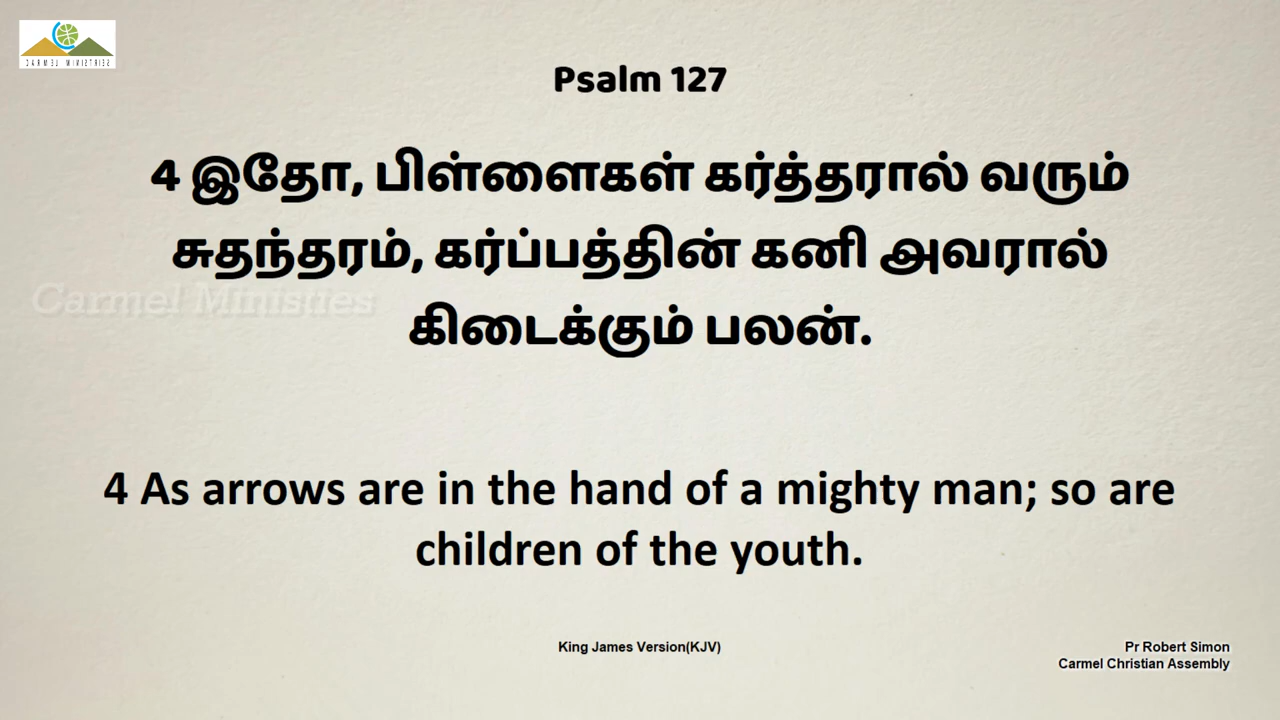 CARMEL MINISTRIES
Psalm 127
4 இதோ, பிள்ளைகள் கர்த்தரால் வரும்
சுதந்தரம், கர்ப்பத்தின் கனி அவரால்
Carmel Ministies
கிடைக்கும் பலன்.
4 As arrows are in the hand of a mighty man; so are
children of the youth.
King James Version(KJV)
Pr Robert Simon
Carmel Christian Assembly